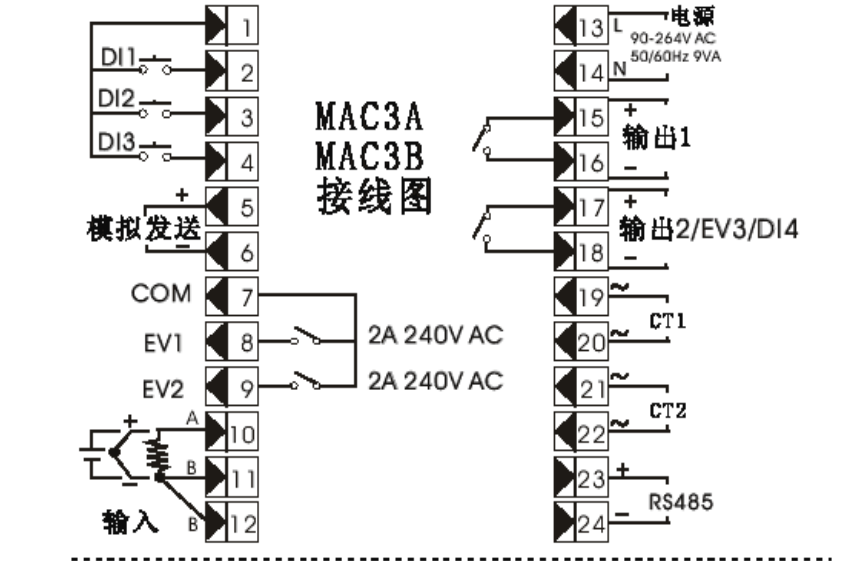 1
DI1
2
DI2
3
DI3
4
+
5
模拟发送
−
6
COM
7
EV1
8
2A 240V AC
EV2
9
2A 240V AC
+
A
10
B
11
−
输入
B
12
MAC3A
MAC3B
接线图
13
L
电源
90-264V AC
50/60Hz 9VA
14
N
15
+
输出1
16
−
17
+
输出2/EV3/DI4
18
−
19
~
CT1
20
~
21
~
CT2
22
~
23
+
RS485
24
−